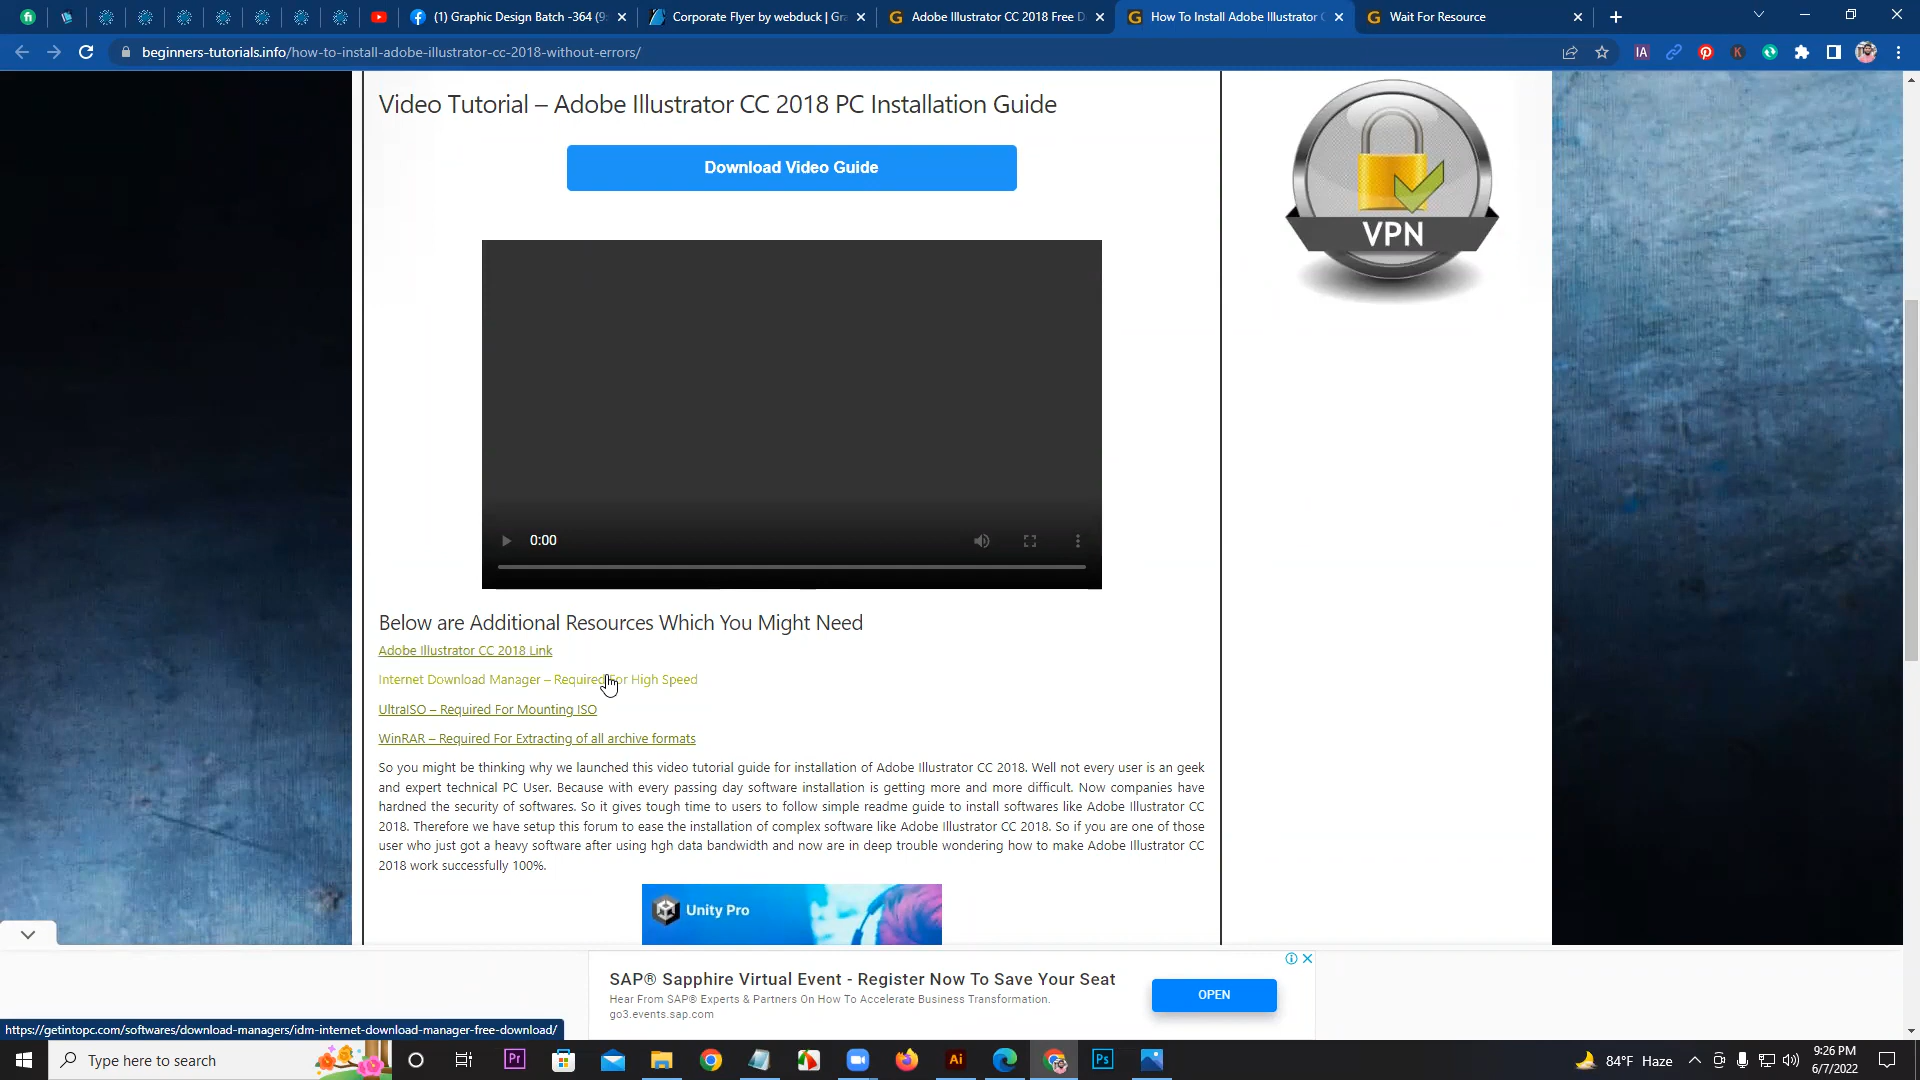 (1) Graphic Design Batch -364 (9:
Corporate Flyer by webduck | Gra
Adobe Illustrator CC 2018 Free D
How To Install Adobe Illustrator C
Wait For Resource
beginners-tutorials.info/how-to-install-adobe-illustrator-cc-2018-without-errors/
Video Tutorial – Adobe Illustrator CC 2018 PC Installation Guide
Download Video Guide
VPN
0:00
Below are Additional Resources Which You Might Need
Adobe Illustrator CC 2018 Link
Internet Download Manager – Required For High Speed
UltraISO – Required For Mounting ISO
WinRAR – Required For Extracting of all archive formats
So you might be thinking why we launched this video tutorial guide for installation of Adobe Illustrator CC 2018. Well not every user is an geek
and expert technical PC User. Because with every passing day software installation is getting more and more difficult. Now companies have
hardned the security of softwares. So it gives tough time to users to follow simple readme guide to install softwares like Adobe Illustrator CC
2018. Therefore we have setup this forum to ease the installation of complex software like Adobe Illustrator CC 2018. So if you are one of those
user who just got a heavy software after using hgh data bandwidth and now are in deep trouble wondering how to make Adobe Illustrator CC
2018 work successfully 100%.
Unity Pro
SAP® Sapphire Virtual Event - Register Now To Save Your Seat
Hear From SAP® Experts & Partners On How To Accelerate Business Transformation.
go3.events.sap.com
OPEN
https://getintopc.com/softwares/download-managers/idm-internet-download-manager-free-download/
Type here to search
Pr
Ai
Ps
84°F Haze
9:26 PM
6/7/2022